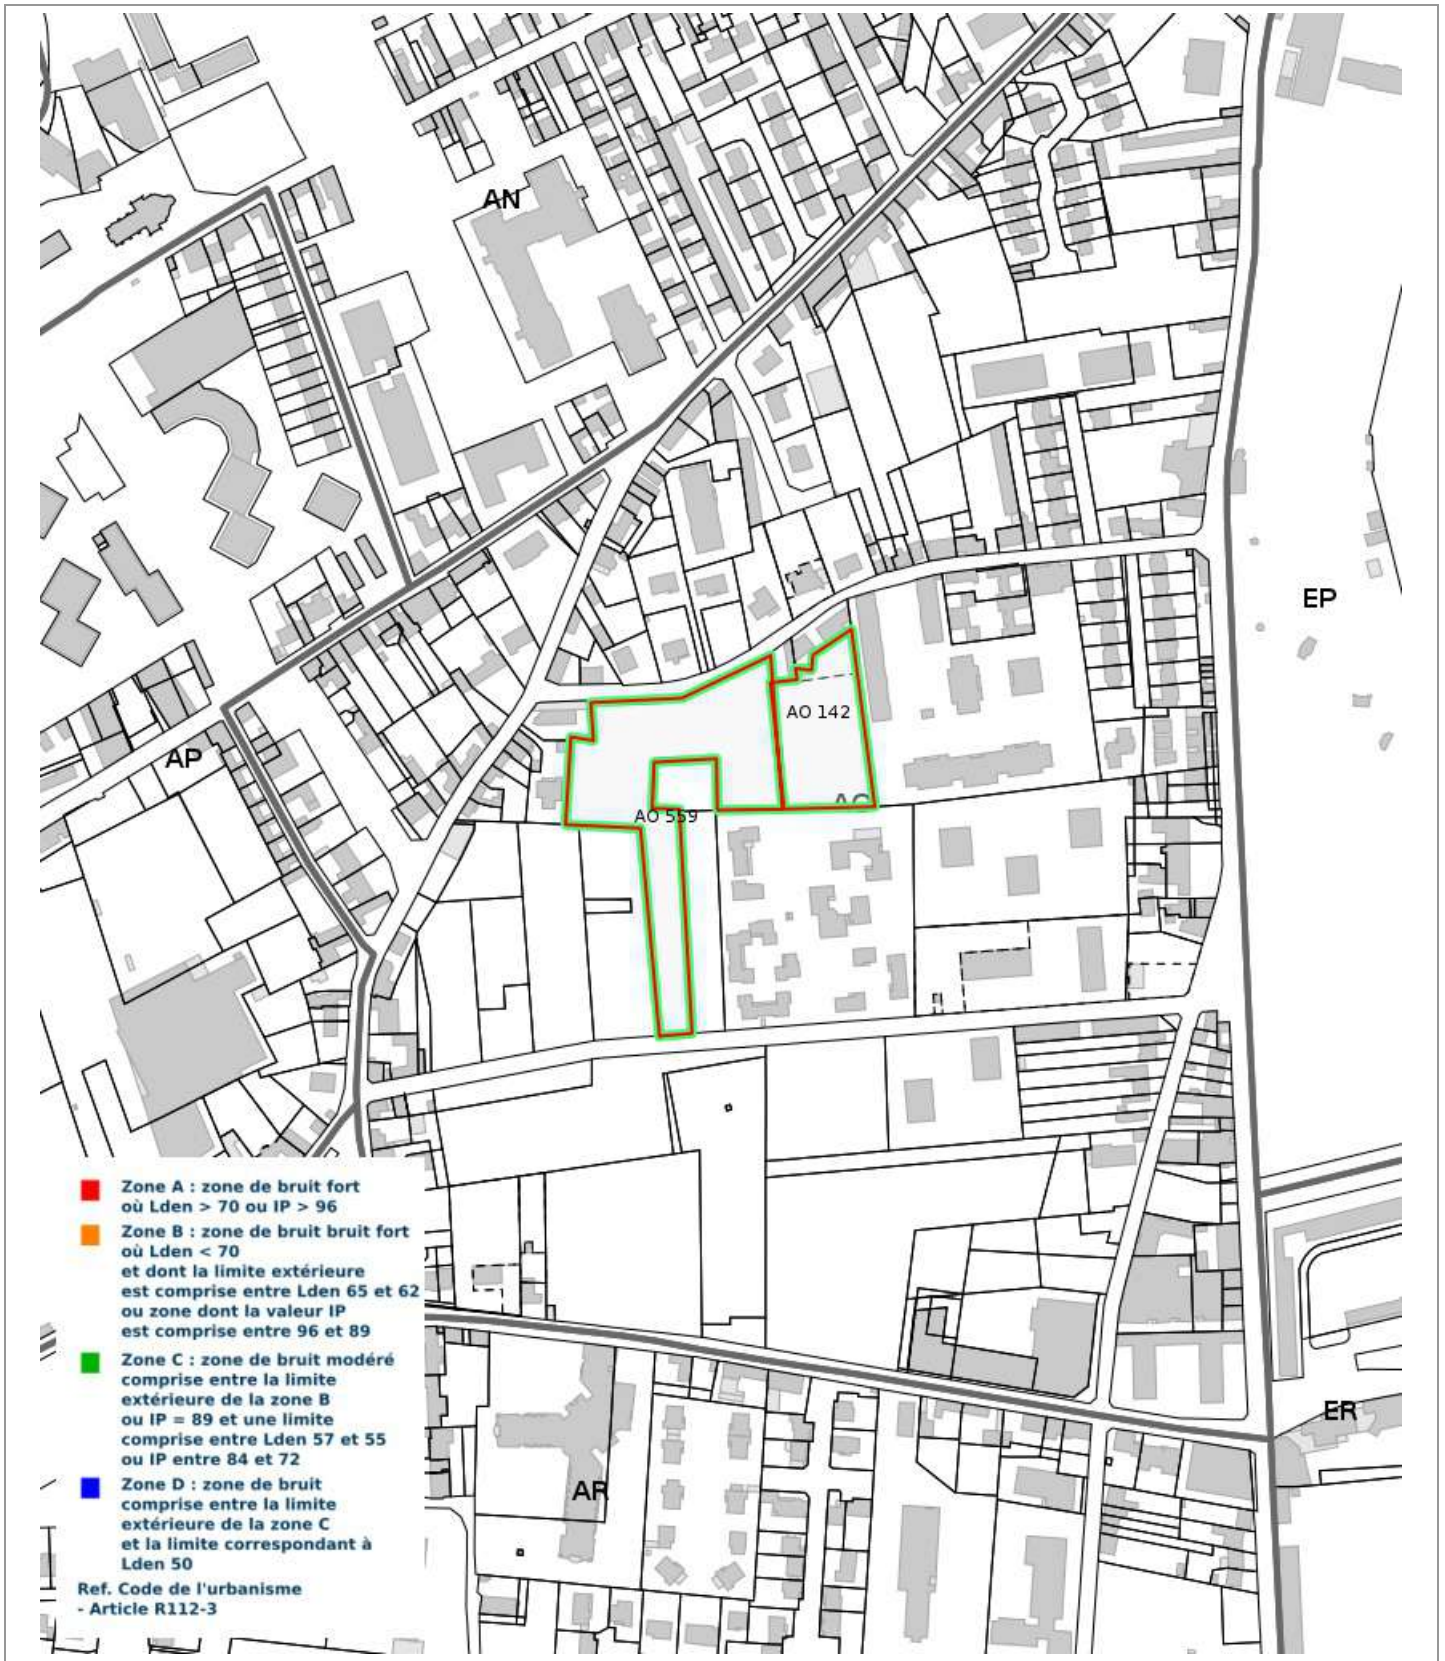 AN
EP
AO 142
AP
AO
AO 559
Zone A : zone de bruit fort
où Lden > 70 ou IP > 96
Zone B : zone de bruit bruit fort
où Lden < 70
et dont la limite extérieure
est comprise entre Lden 65 et 62
ou zone dont la valeur IP
est comprise entre 96 et 89
Zone C : zone de bruit modéré
comprise entre la limite
extérieure de la zone B
ou IP = 89 et une limite
comprise entre Lden 57 et 55
ou IP entre 84 et 72
Zone D : zone de bruit
comprise entre la limite
extérieure de la zone C
et la limite correspondant à
Lden 50
Ref. Code de l'urbanisme
- Article R112-3
ER
AR